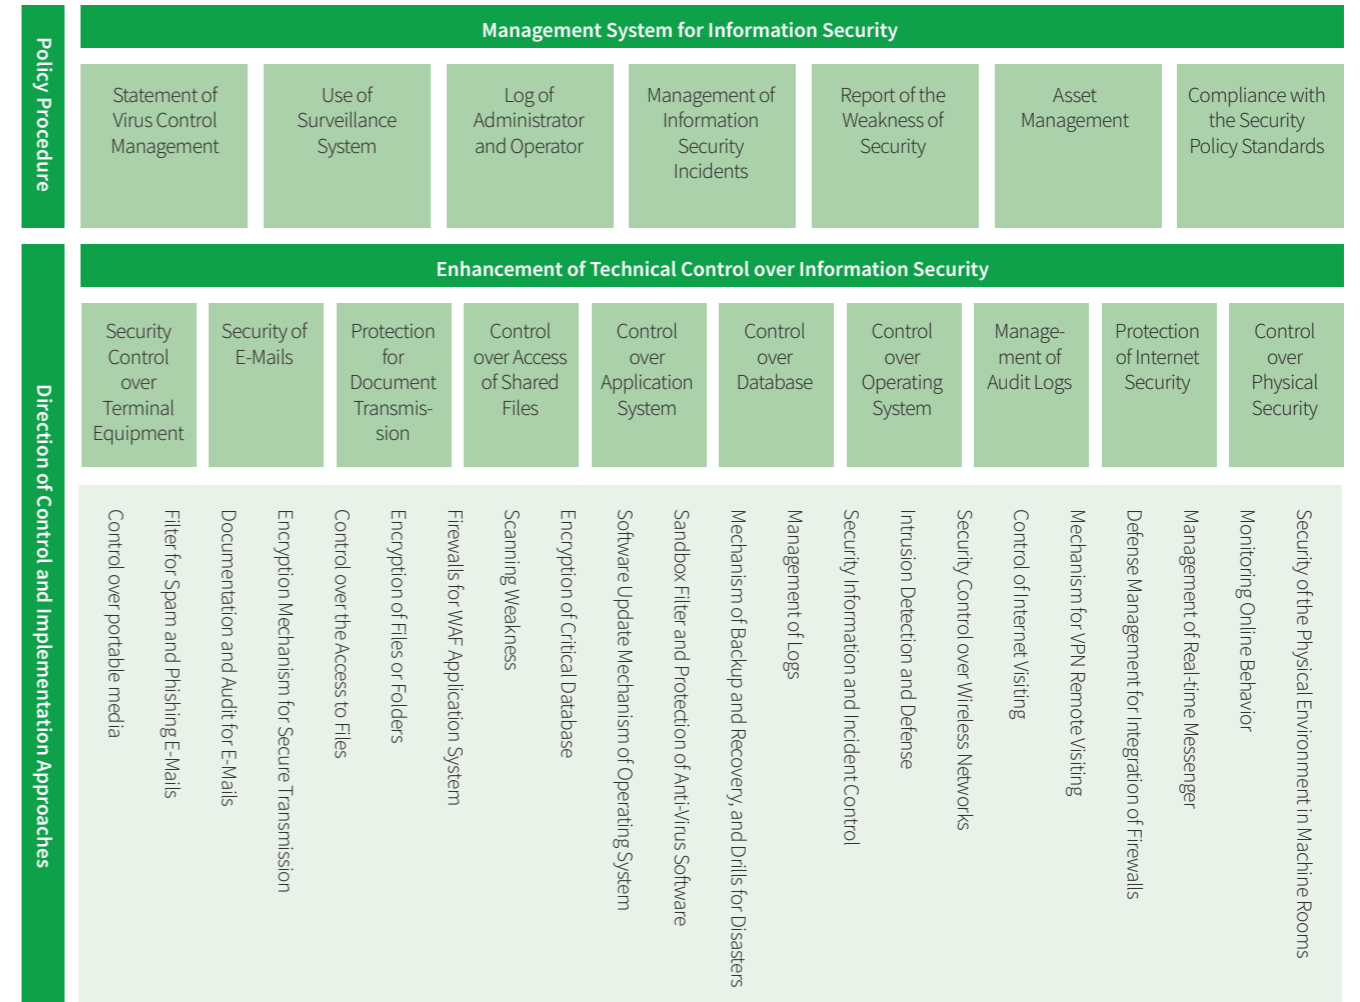 Policy Procedure
Management System for Information Security
Statement of
Virus Control
Management
Use of
Surveillance
System
Log of
Administrator
and Operator
Management of
Information
Security
Incidents
Report of the
Weakness of
Security
Asset
Management
Compliance with
the Security
Policy Standards
Direction of Control and Implementation Approaches
Enhancement of Technical Control over Information Security
Security
Control
over
Terminal
Equipment
Security of
E-Mails
Protection
for
Document
Transmis-
sion
Control
over Access
of Shared
Files
Control
over
Application
System
Control
over
Database
Control
over
Operating
System
Manage-
ment of
Audit Logs
Protection
of Internet
Security
Control
over
Physical
Security
Control over portable media
Filter for Spam and Phishing E-Mails
Documentation and Audit for E-Mails
Encryption Mechanism for Secure Transmission
Control over the Access to Files
Encryption of Files or Folders
Firewalls for WAF Application System
Scanning Weakness
Encryption of Critical Database
Software Update Mechanism of Operating System
Sandbox Filter and Protection of Anti-Virus Software
Mechanism of Backup and Recovery, and Drills for Disasters
Management of Logs
Security Information and Incident Control
Intrusion Detection and Defense
Security Control over Wireless Networks
Control of Internet Visiting
Mechanism for VPN Remote Visiting
Defense Management for Integration of Firewalls
Management of Real-time Messenger
Monitoring Online Behavior
Security of the Physical Environment in Machine Rooms